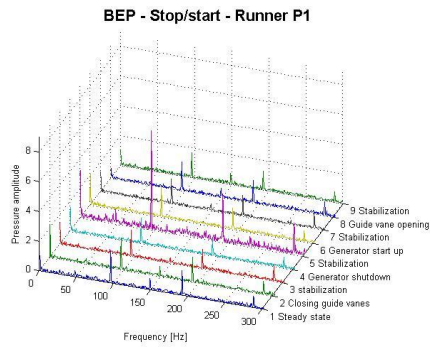 BEP - Stop/start - Runner P1
8
6
4
2
0
Pressure amplitude
0
50
100
150
200
250
300
Frequency [Hz]
9 Stabilization
8 Guide vane opening
7 Stabilization
6 Generator start up
5 Stabilization
4 Generator shutdown
3 stabilization
2 Closing guide vanes
1 Steady state